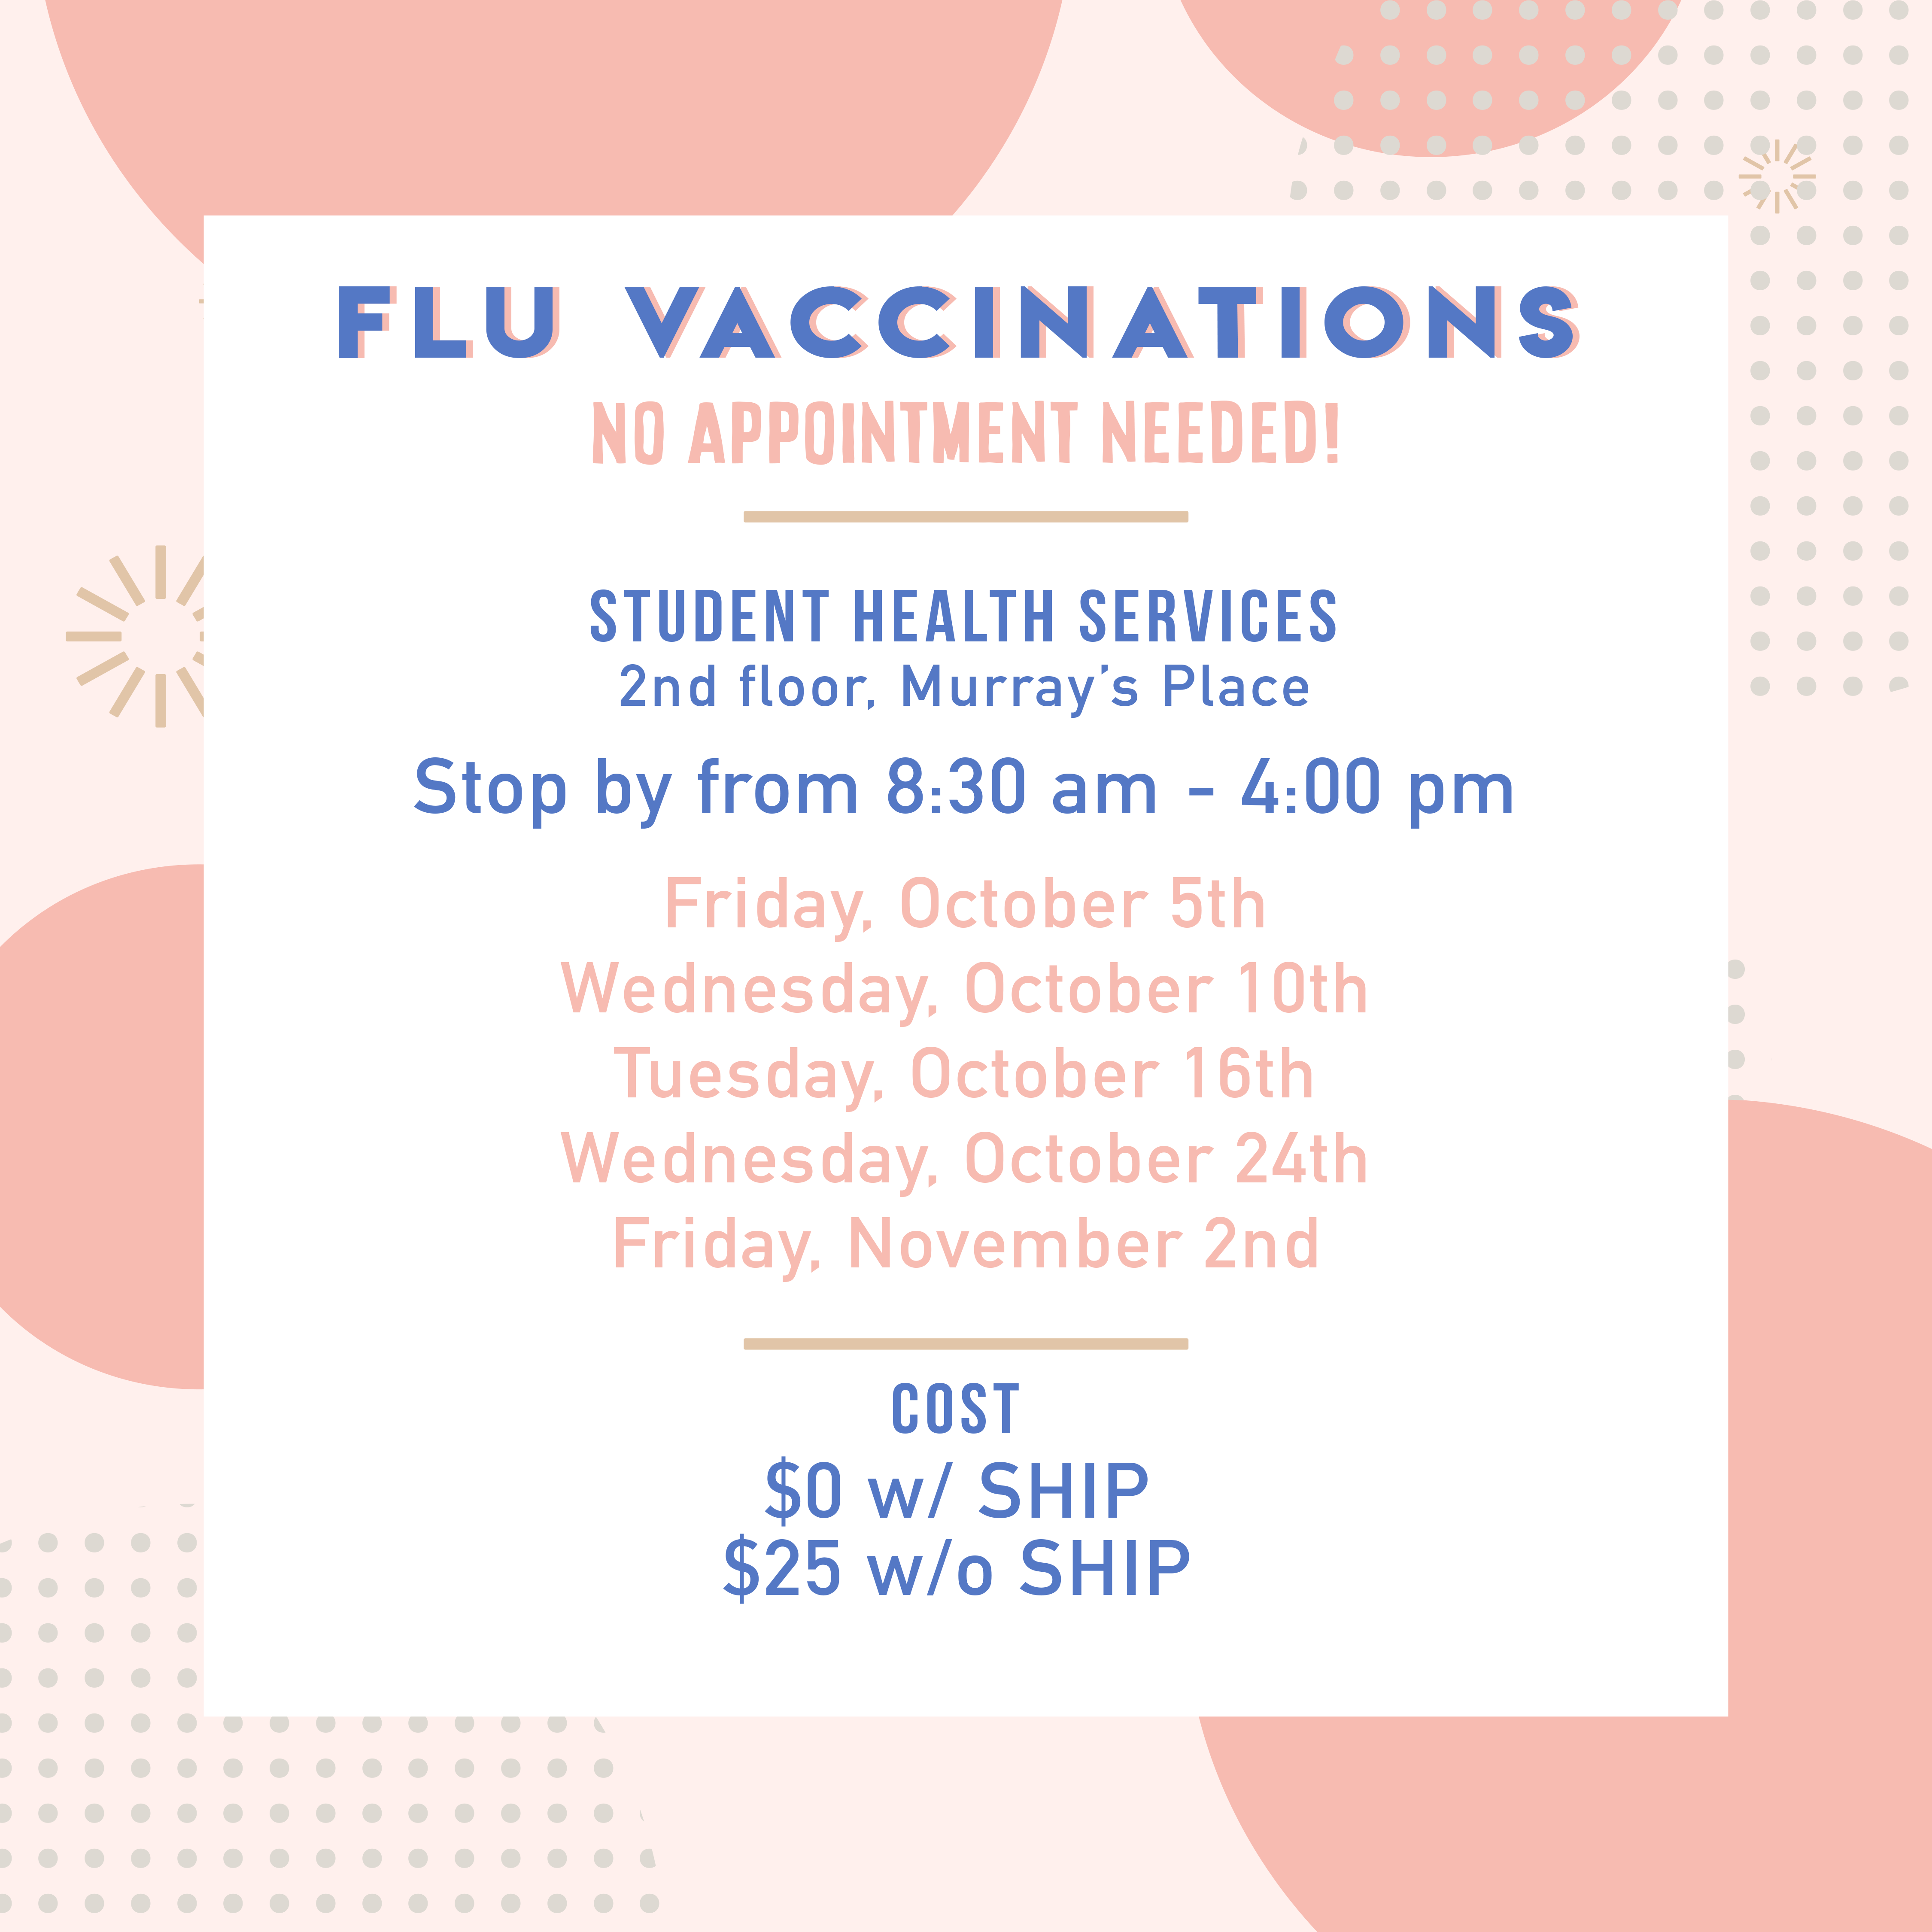 FLU VACCINATIONS
NO APPOINTMENT NEEDED!
STUDENT HEALTH SERVICES
2nd floor, Murray's Place
Stop by from 8:30 am - 4:00 pm
Friday, October 5th
Wednesday, October 10th
Tuesday, October 16th
Wednesday, October 24th
Friday, November 2nd
COST
$0 w/ SHIP
$25 w/o SHIP